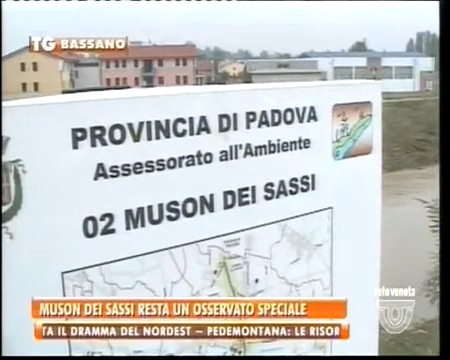 TG BASSANO
PROVINCIA DI PADOVA
Assessorato all'Ambiente
02 MUSON DEI SASSI
reteveneta
MUSON DEI SASSI RESTA UN OSSERVATO SPECIALE
TA IL DRAMMA DEL NORDEST – PEDEMONTANA: LE RISOR